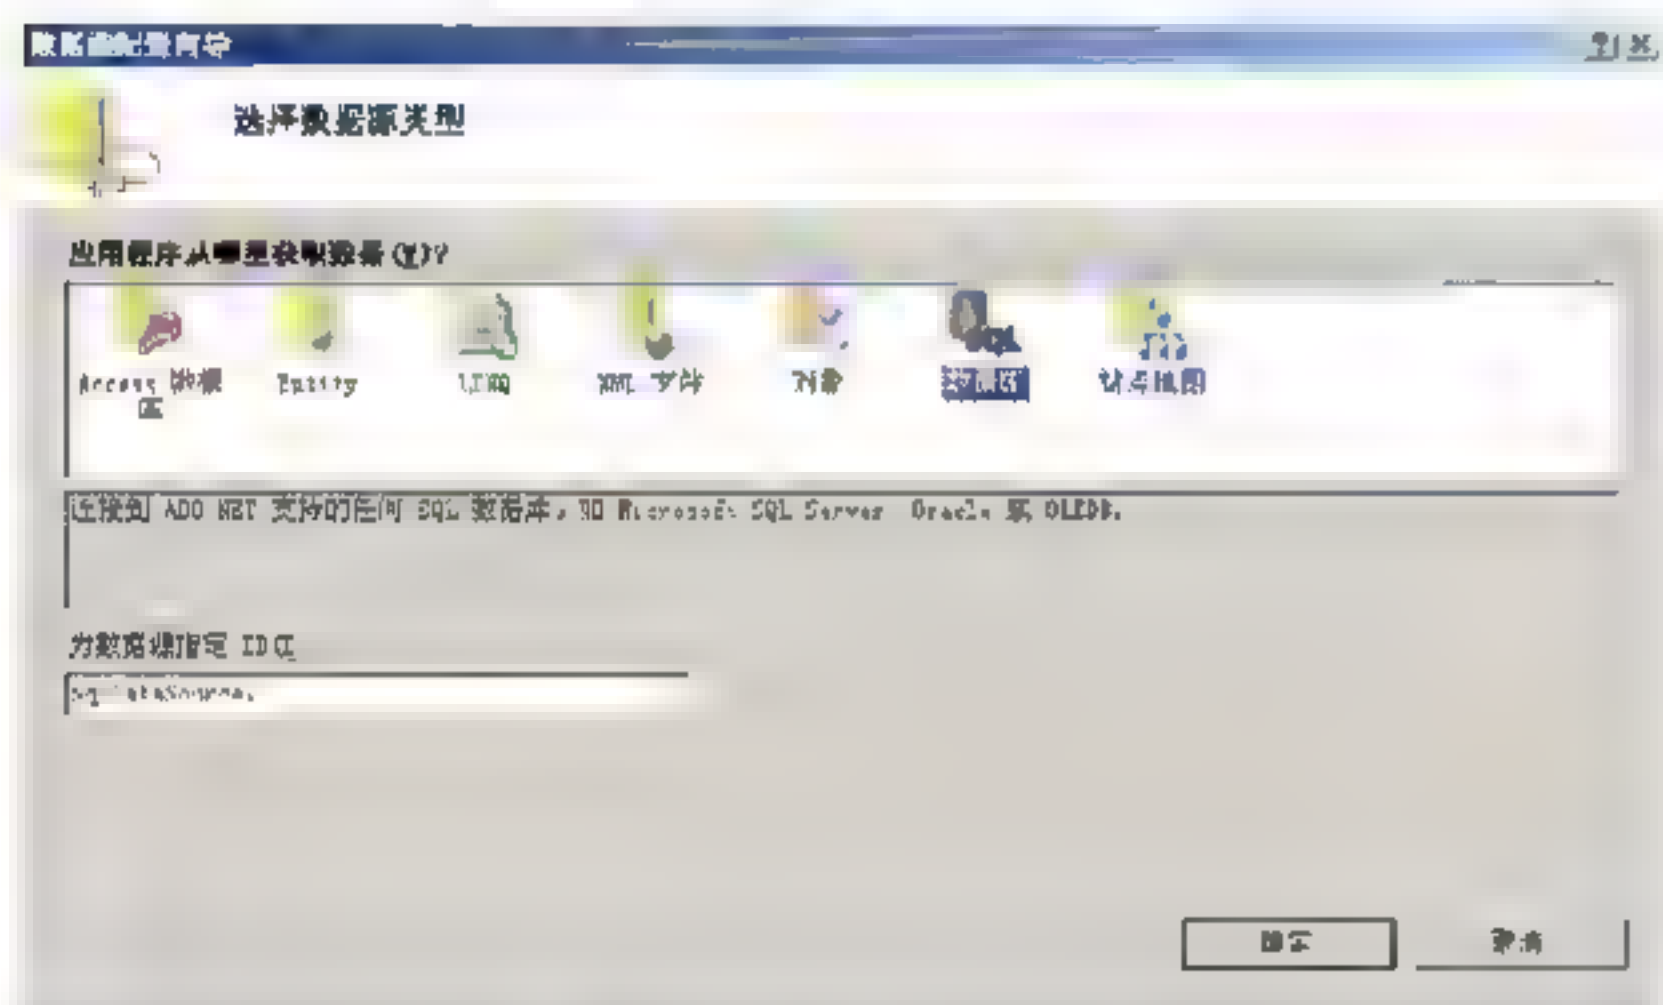 数据源配置向导
选择数据源类型
应用程序从哪里获取数据(W)?
Access 数据
库
Entity
LINQ
XML 文件
对象
数据库
站点地图
连接到 ADO.NET 支持的任何 SQL 数据库，如 Microsoft SQL Server、Oracle 或 OLEDB。
为数据源指定 ID(I)
确定
取消